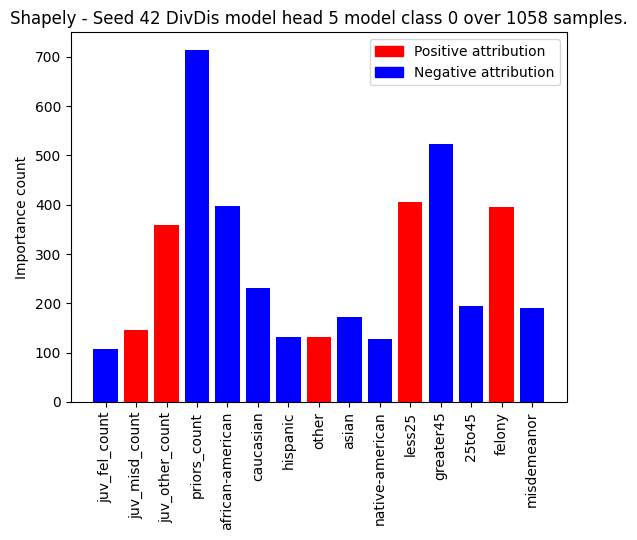 Shapely - Seed 42 DivDis model head 5 model class 0 over 1058 samples.
Positive attribution
Negative attribution
Importance count
700
600
500
400
300
200
100
0
juv_fel_count
juv_misd_count
juv_other_count
priors_count
african-american
caucasian
hispanic
other
asian
native-american
less25
greater45
25to45
felony
misdemeanor